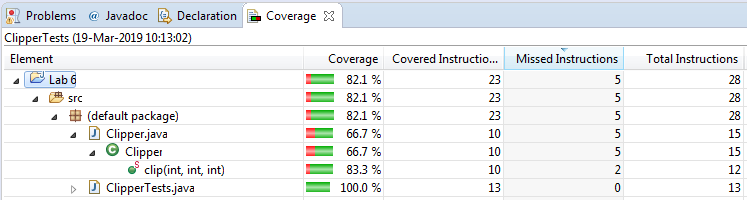 Problems @ Javadoc Declaration Coverage
ClipperTests (19-Mar-2019 10:13:02)
Element Coverage Covered Instructio... Missed Instructions Total Instructions
Lab 6 82.1 % 23 5 28
src 82.1 % 23 5 28
(default package) 82.1 % 23 5 28
Clipper.java 66.7 % 10 5 15
Clipper 66.7 % 10 5 15
clip(int, int, int) 83.3 % 10 2 12
ClipperTests.java 100.0 % 13 0 13